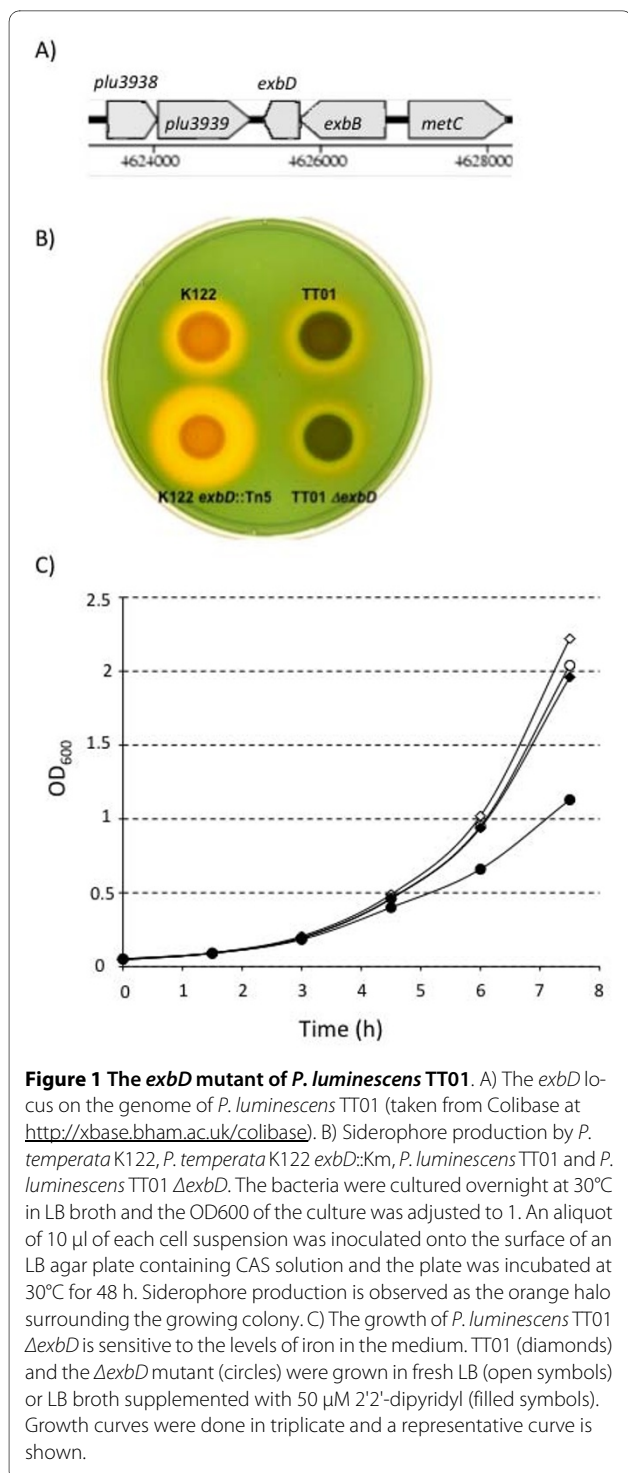 A)
plu3938 exbD
plu3939 exbB metC
4624000 4626000 4628000
B)
K122 TT01
K122 exbD::Tn5 TT01 ΔexbD
C)
2.5
2
1.5
1
0.5
0
OD600
0 1 2 3 4 5 6 7 8
Time (h)
Figure 1 The exbD mutant of P. luminescens TT01. A) The exbD lo-
cus on the genome of P. luminescens TT01 (taken from Colibase at
http://xbase.bham.ac.uk/colibase). B) Siderophore production by P.
temperata K122, P. temperata K122 exbD::Km, P. luminescens TT01 and P.
luminescens TT01 ΔexbD. The bacteria were cultured overnight at 30°C
in LB broth and the OD600 of the culture was adjusted to 1. An aliquot
of 10 μl of each cell suspension was inoculated onto the surface of an
LB agar plate containing CAS solution and the plate was incubated at
30°C for 48 h. Siderophore production is observed as the orange halo
surrounding the growing colony. C) The growth of P. luminescens TT01
ΔexbD is sensitive to the levels of iron in the medium. TT01 (diamonds)
and the ΔexbD mutant (circles) were grown in fresh LB (open symbols)
or LB broth supplemented with 50 μM 2'2'-dipyridyl (filled symbols).
Growth curves were done in triplicate and a representative curve is
shown.